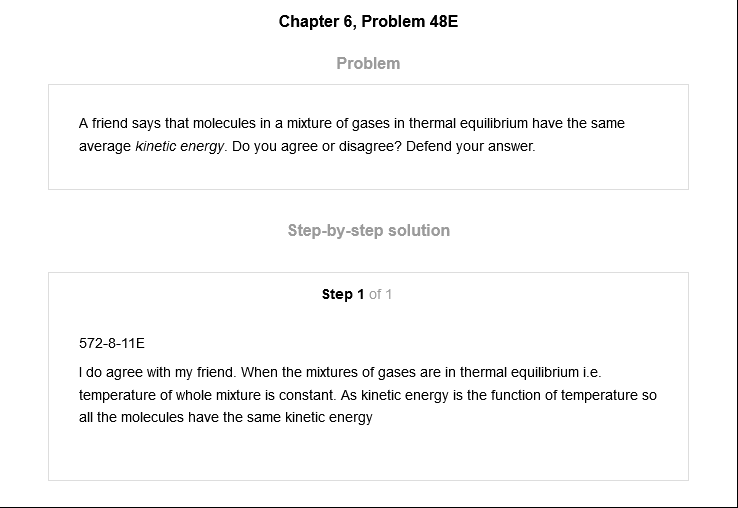 Chapter 6, Problem 48E
Problem
A friend says that molecules in a mixture of gases in thermal equilibrium have the same
average kinetic energy. Do you agree or disagree? Defend your answer.
Step-by-step solution
Step 1 of 1
572-8-11E
I do agree with my friend. When the mixtures of gases are in thermal equilibrium i.e.
temperature of whole mixture is constant. As kinetic energy is the function of temperature so
all the molecules have the same kinetic energy